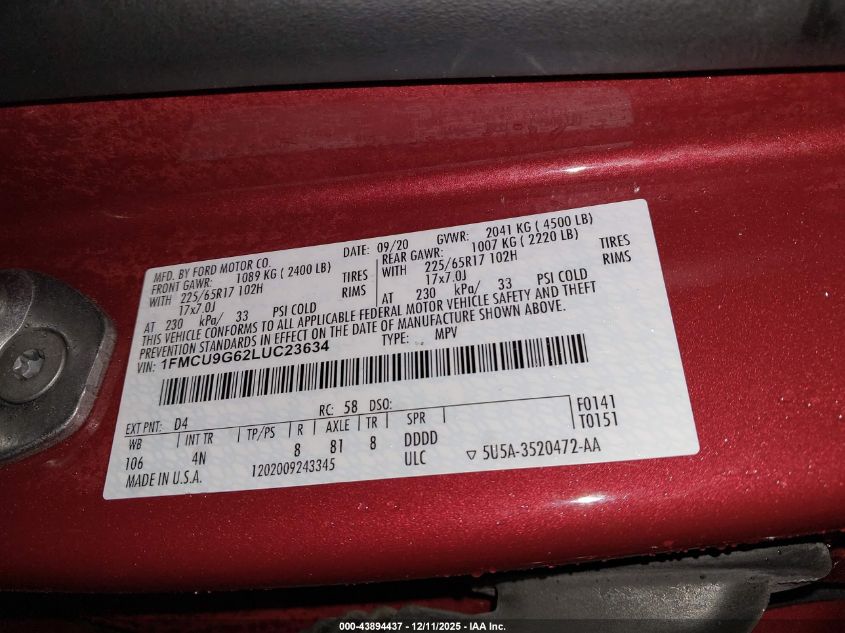 MFD. BY FORD MOTOR CO. DATE: 09/20 GVWR: 2041 KG ( 4500 LB)
FRONT GAWR: 1089 KG ( 2400 LB) REAR GAWR: 1007 KG ( 2220 LB)
WITH 225/65R17 102H TIRES WITH 225/65R17 102H TIRES
17x7.0J RIMS 17x7.0J RIMS
AT 230 kPa/ 33 PSI COLD AT 230 kPa/ 33 PSI COLD
THIS VEHICLE CONFORMS TO ALL APPLICABLE FEDERAL MOTOR VEHICLE SAFETY AND THEFT
PREVENTION STANDARDS IN EFFECT ON THE DATE OF MANUFACTURE SHOWN ABOVE.
VIN: 1FMCU9G62LUC23634 TYPE: MPV
EXT PNT: D4 RC: 58 DSO: F0141
WB INT TR TP/PS R AXLE TR SPR T0151
106 4N 8 81 8 DDDD
MADE IN U.S.A. 1202009243345 ULC ▽ 5U5A-3520472-AA
000-43894437 - 12/11/2025 - IAA Inc.